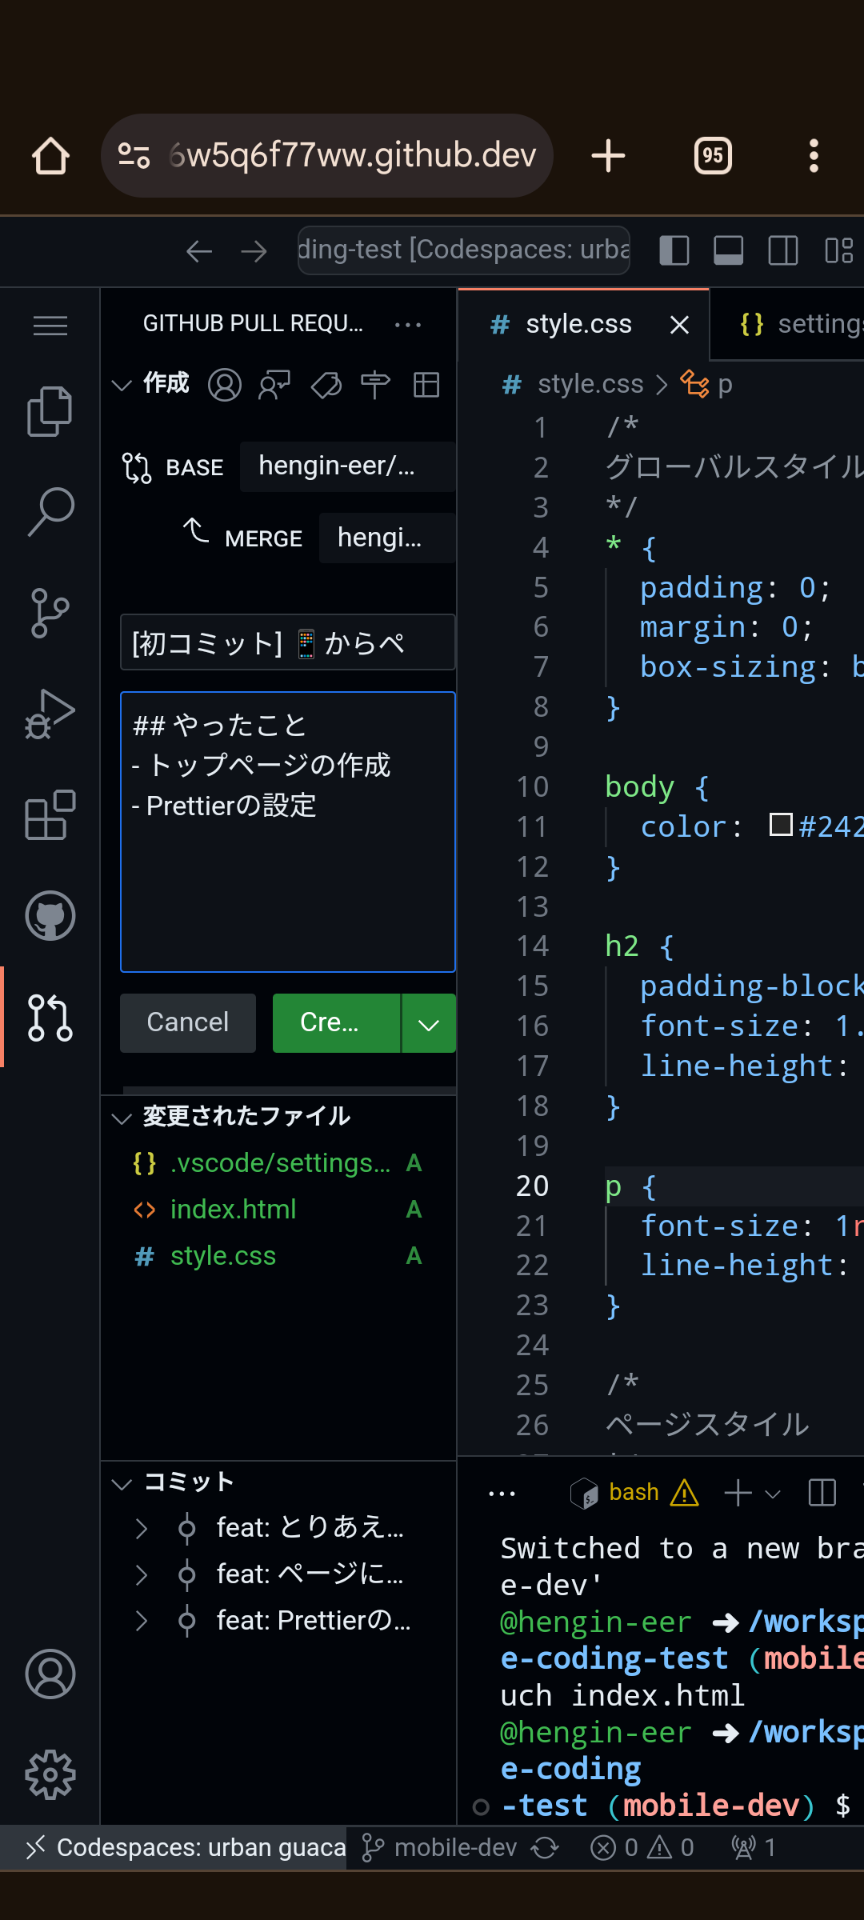 6w5q6f77ww.github.dev
95
ding-test [Codespaces: urba
GITHUB PULL REQU...
作成
BASE
hengin-eer/...
MERGE
hengi...
[初コミット] 📱からペ
## やったこと
- トップページの作成
- Prettierの設定
Cancel
Cre...
変更されたファイル
{} .vscode/settings... A
<> index.html A
# style.css A
コミット
feat: とりあえ...
feat: ページに...
feat: Prettierの...
# style.css
{} setting
# style.css > p
1 /*
2 グローバルスタイル
3 */
4 * {
5 padding: 0;
6 margin: 0;
7 box-sizing: b
8 }
9
10 body {
11 color: #242
12 }
13
14 h2 {
15 padding-block
16 font-size: 1.
17 line-height:
18 }
19
20 p {
21 font-size: 1r
22 line-height:
23 }
24
25 /*
26 ページスタイル
bash
Switched to a new bra
e-dev'
@hengin-eer ➜ /worksp
e-coding-test (mobile
uch index.html
@hengin-eer ➜ /worksp
e-coding
-test (mobile-dev) $
Codespaces: urban guaca
mobile-dev
0
0
1